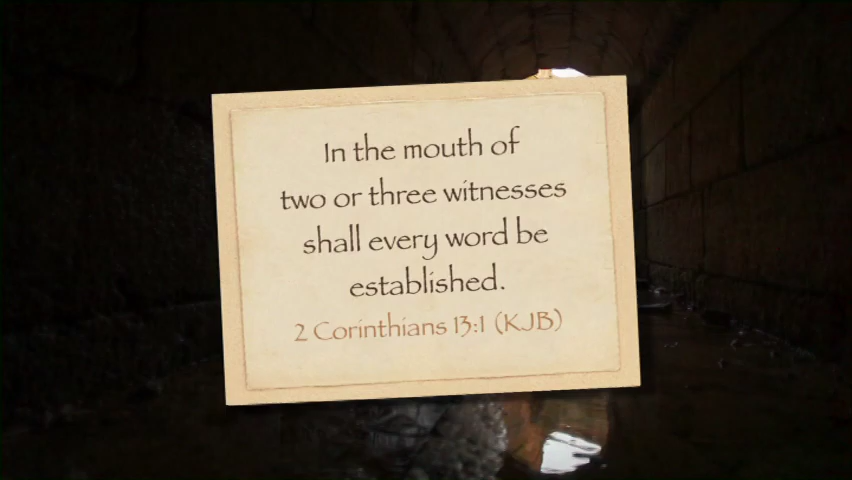 In the mouth of
two or three witnesses
shall every word be
established.
2 Corinthians 13:1 (KJB)